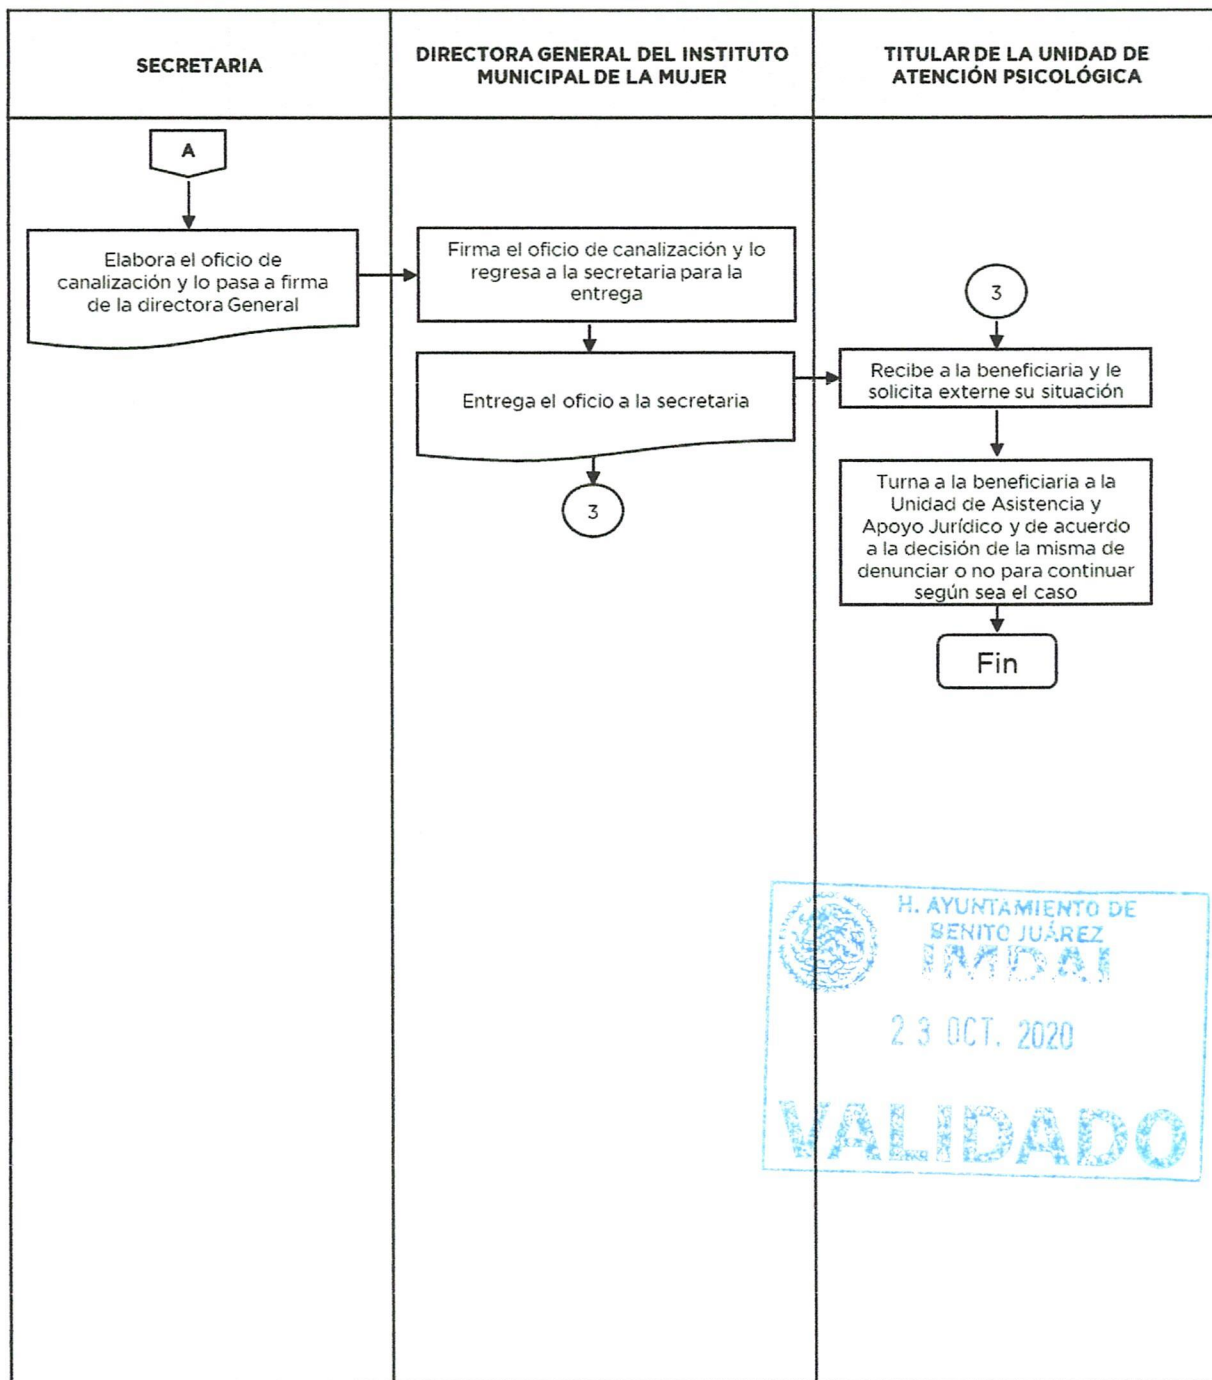 SECRETARIA
DIRECTORA GENERAL DEL INSTITUTO
MUNICIPAL DE LA MUJER
TITULAR DE LA UNIDAD DE
ATENCIÓN PSICOLÓGICA
A
Elabora el oficio de
canalización y lo pasa a firma
de la directora General
Firma el oficio de canalización y lo
regresa a la secretaria para la
entrega
Entrega el oficio a la secretaria
3
3
Recibe a la beneficiaria y le
solicita externe su situación
Turna a la beneficiaria a la
Unidad de Asistencia y
Apoyo Jurídico y de acuerdo
a la decisión de la misma de
denunciar o no para continuar
según sea el caso
Fin
H. AYUNTAMIENTO DE
BENITO JUÁREZ
IMDAI
23 OCT. 2020
VALIDADO